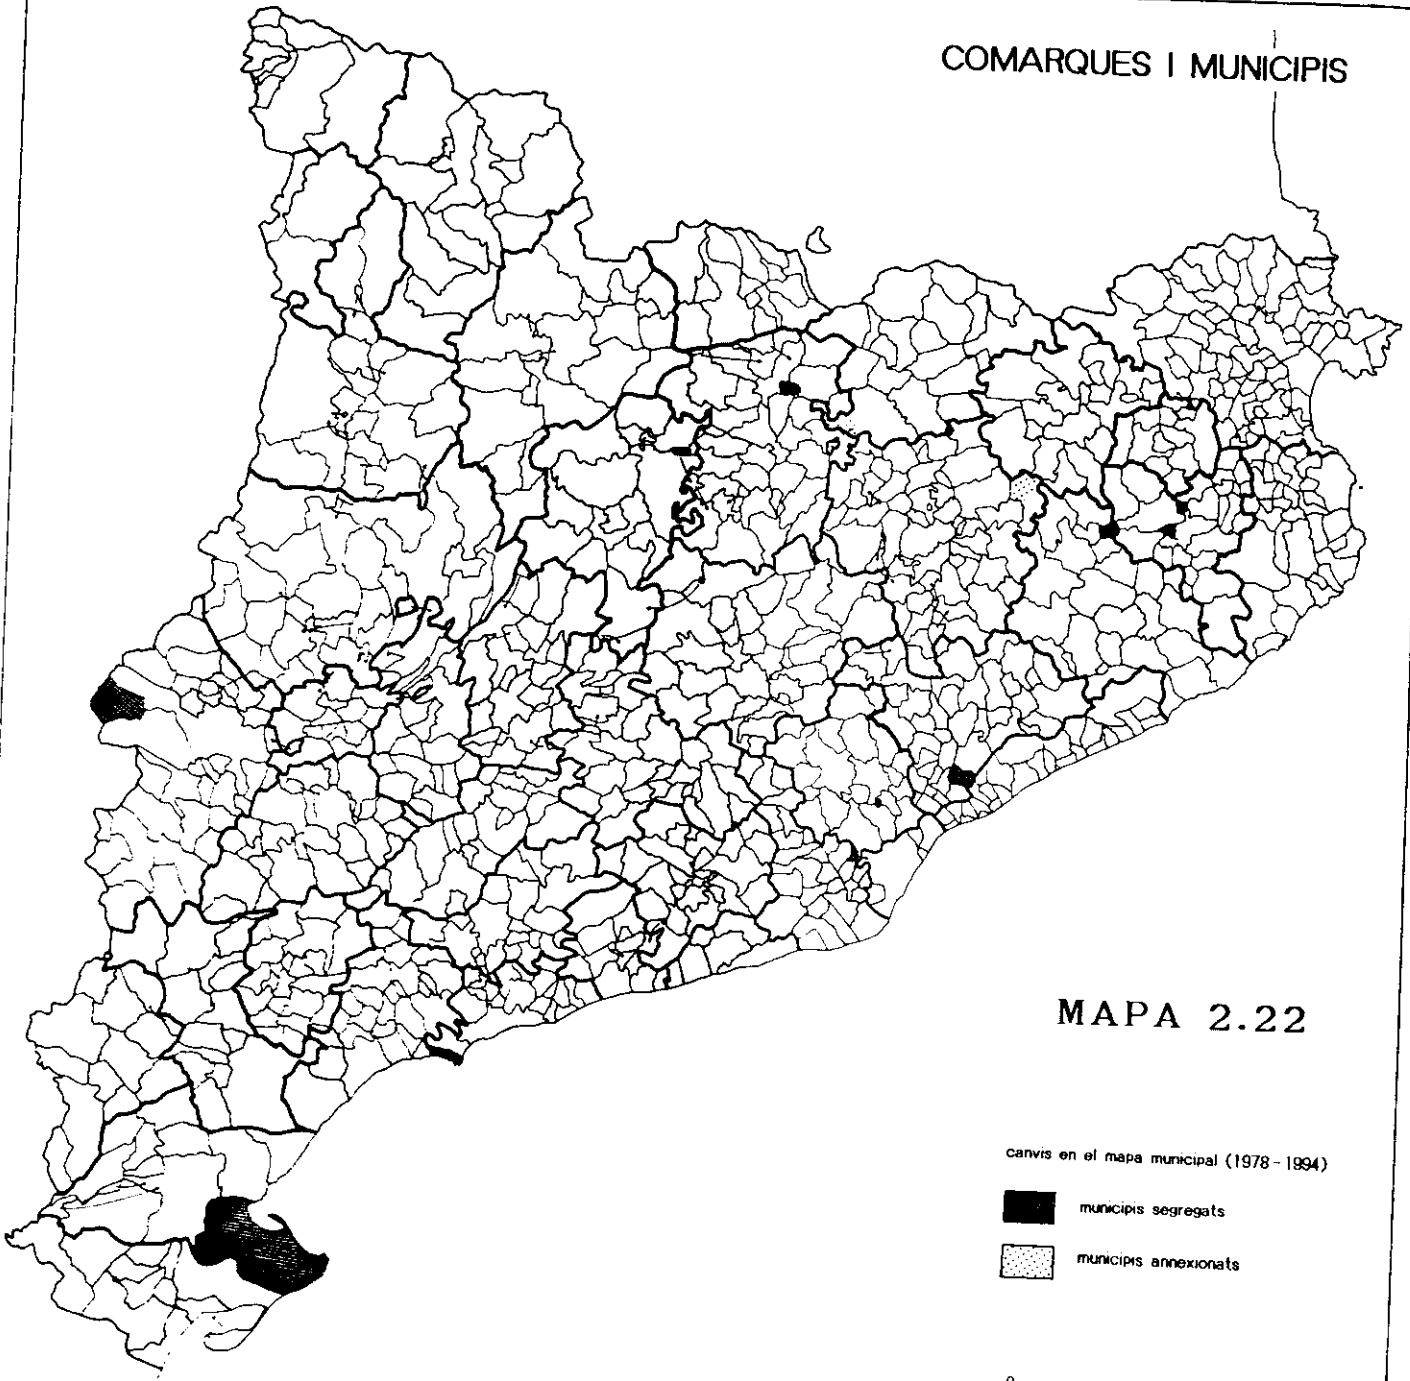 COMARQUES I MUNICIPIS
MAPA 2.22
canvis en el mapa municipal (1978-1994)
municipis segregats
municipis annexionats